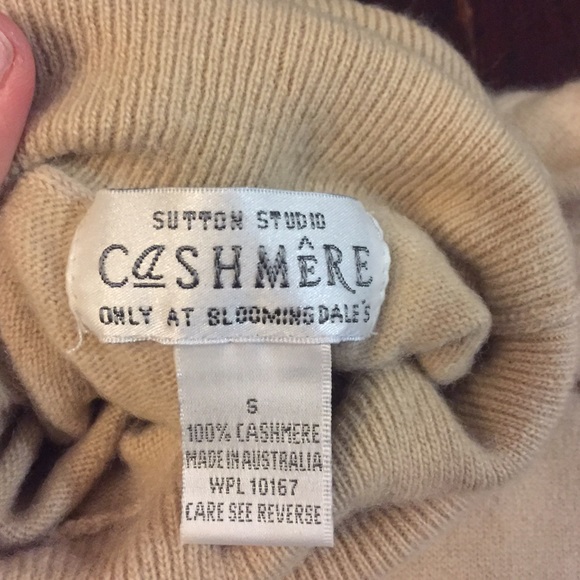 SUTTON STUDIO
CaSHMÊRE
ONLY AT BLOOMINGDALE'S
S
100% CASHMERE
MADE IN AUSTRALIA
WPL 10167
CARE SEE REVERSE